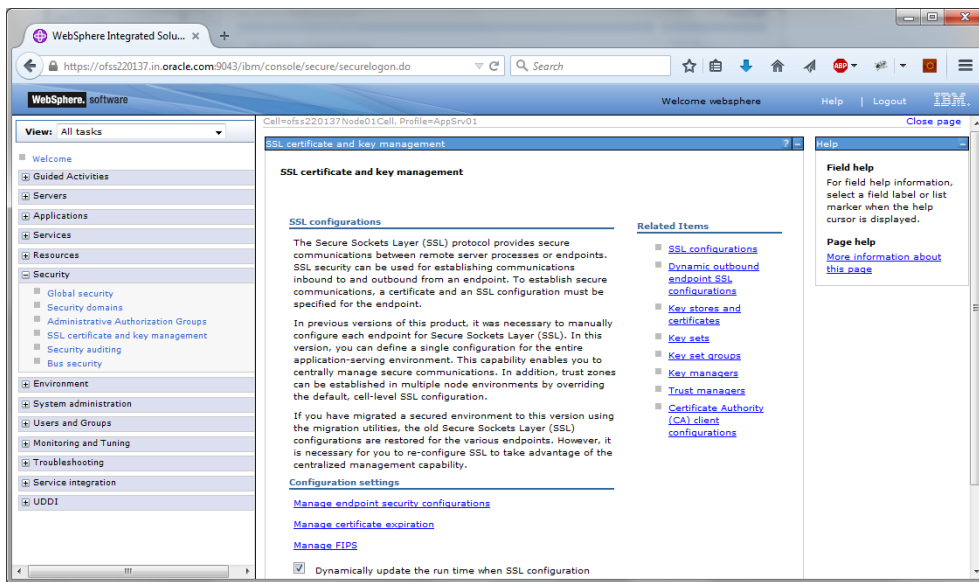 WebSphere Integrated Solu... × +
https://ofss220137.in.oracle.com:9043/ibm/console/secure/securelogon.do
Search
ABP
WebSphere. software
Welcome websphere
Help | Logout
IBM.
View: All tasks
Welcome
Guided Activities
Servers
Applications
Services
Resources
Security
Global security
Security domains
Administrative Authorization Groups
SSL certificate and key management
Security auditing
Bus security
Environment
System administration
Users and Groups
Monitoring and Tuning
Troubleshooting
Service integration
UDDI
Cell=ofss220137Node01Cell, Profile=AppSrv01
Close page
SSL certificate and key management ? -
SSL certificate and key management
SSL configurations
The Secure Sockets Layer (SSL) protocol provides secure
communications between remote server processes or endpoints.
SSL security can be used for establishing communications
inbound to and outbound from an endpoint. To establish secure
communications, a certificate and an SSL configuration must be
specified for the endpoint.
In previous versions of this product, it was necessary to manually
configure each endpoint for Secure Sockets Layer (SSL). In this
version, you can define a single configuration for the entire
application-serving environment. This capability enables you to
centrally manage secure communications. In addition, trust zones
can be established in multiple node environments by overriding
the default, cell-level SSL configuration.
If you have migrated a secured environment to this version using
the migration utilities, the old Secure Sockets Layer (SSL)
configurations are restored for the various endpoints. However, it
is necessary for you to re-configure SSL to take advantage of the
centralized management capability.
Configuration settings
Manage endpoint security configurations
Manage certificate expiration
Manage FIPS
Dynamically update the run time when SSL configuration
Related Items
SSL configurations
Dynamic outbound
endpoint SSL
configurations
Key stores and
certificates
Key sets
Key set groups
Key managers
Trust managers
Certificate Authority
(CA) client
configurations
Help -
Field help
For field help information,
select a field label or list
marker when the help
cursor is displayed.
Page help
More information about
this page